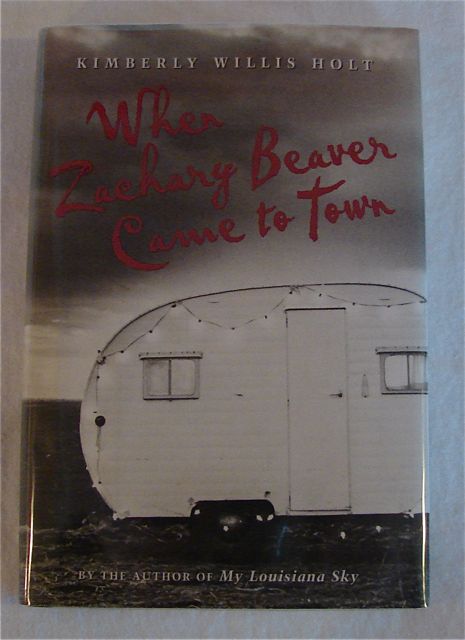 KIMBERLY WILLIS HOLT
When
Zachary Beaver
Came to Town
BY THE AUTHOR OF My Louisiana Sky